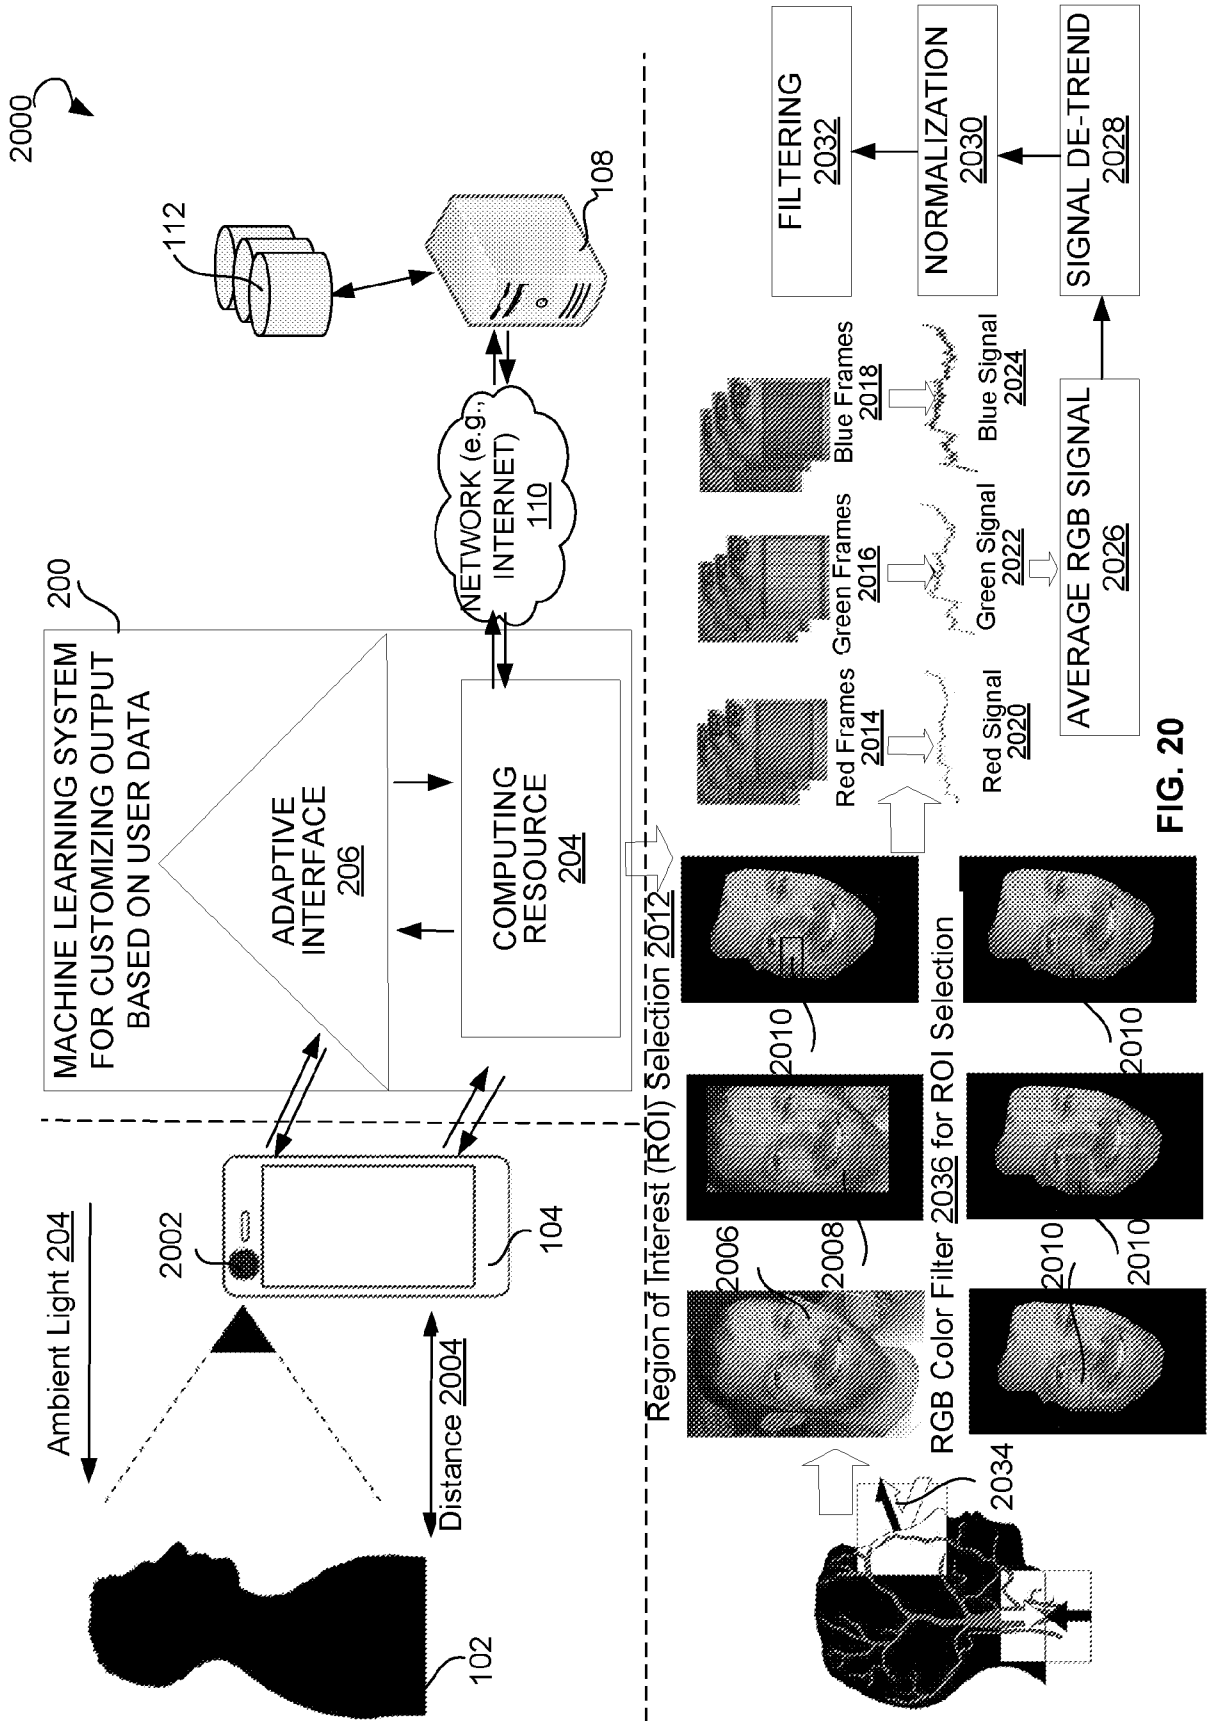 2000
Ambient Light 204
2002
104
Distance 2004
102
MACHINE LEARNING SYSTEM
FOR CUSTOMIZING OUTPUT
BASED ON USER DATA
200
ADAPTIVE
INTERFACE
206
COMPUTING
RESOURCE
204
NETWORK (e.g.,
INTERNET)
110
112
108
Region of Interest (ROI) Selection 2012
2006
2008
2010
RGB Color Filter 2036 for ROI Selection
2034
2010
2010
2010
Red Frames
2014
Green Frames
2016
Blue Frames
2018
Red Signal
2020
Green Signal
2022
Blue Signal
2024
AVERAGE RGB SIGNAL
2026
SIGNAL DE-TREND
2028
NORMALIZATION
2030
FILTERING
2032
FIG. 20